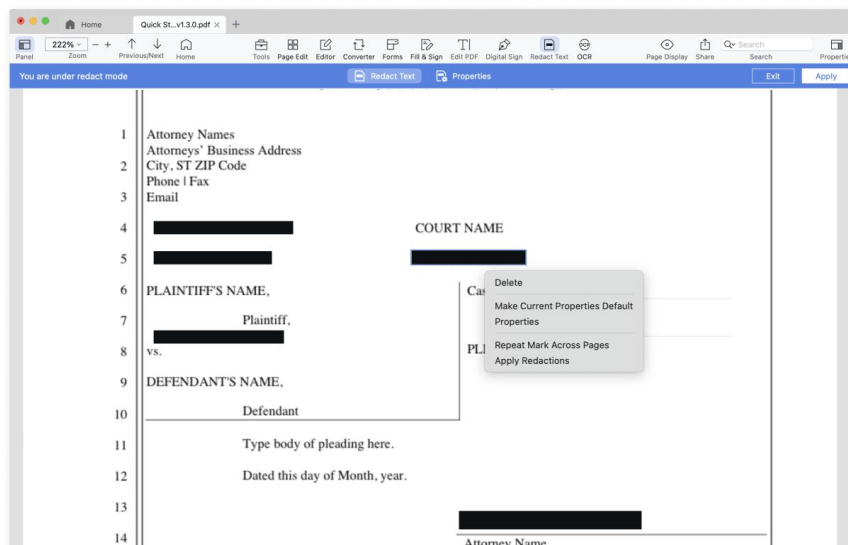 Home
Quick St...v1.3.0.pdf × +
222% − +
Panel Zoom Previous/Next Home Tools Page Edit Editor Converter Forms Fill & Sign Edit PDF Digital Sign Redact Text OCR Page Display Share Search
Search
You are under redact mode Redact Text Properties Exit Apply
1 Attorney Names
Attorneys' Business Address
2 City, ST ZIP Code
Phone | Fax
3 Email
4 COURT NAME
5
Delete
6 PLAINTIFF'S NAME,
Make Current Properties Default
7 Plaintiff,
Properties
Repeat Mark Across Pages
8 vs.
Apply Redactions
9 DEFENDANT'S NAME,
10 Defendant
11 Type body of pleading here.
12 Dated this day of Month, year.
13
14 Attorney Name